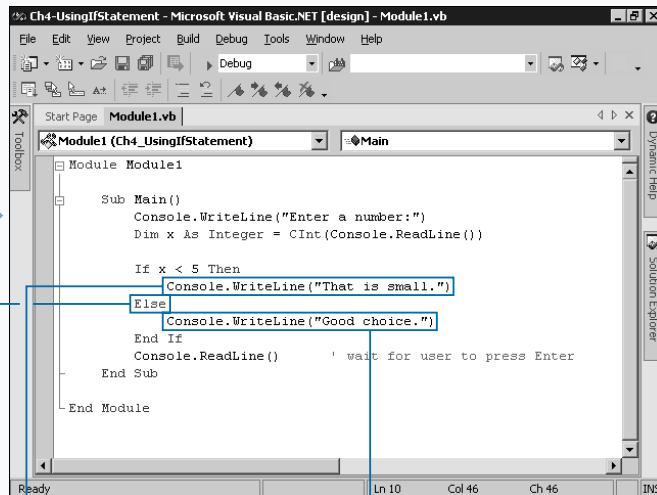 Ch4-UsingIfStatement - Microsoft Visual Basic.NET [design] - Module1.vb
File Edit View Project Build Debug Tools Window Help
Debug
Start Page Module1.vb
Module1 (Ch4_UsingIfStatement) Main
Toolbox
Dynamic Help
Solution Explorer
Module Module1
Sub Main()
Console.WriteLine("Enter a number:")
Dim x As Integer = CInt(Console.ReadLine())
If x < 5 Then
Console.WriteLine("That is small.")
Else
Console.WriteLine("Good choice.")
End If
Console.ReadLine() ' wait for user to press Enter
End Sub
End Module
Ready Ln 10 Col 46 Ch 46 INS